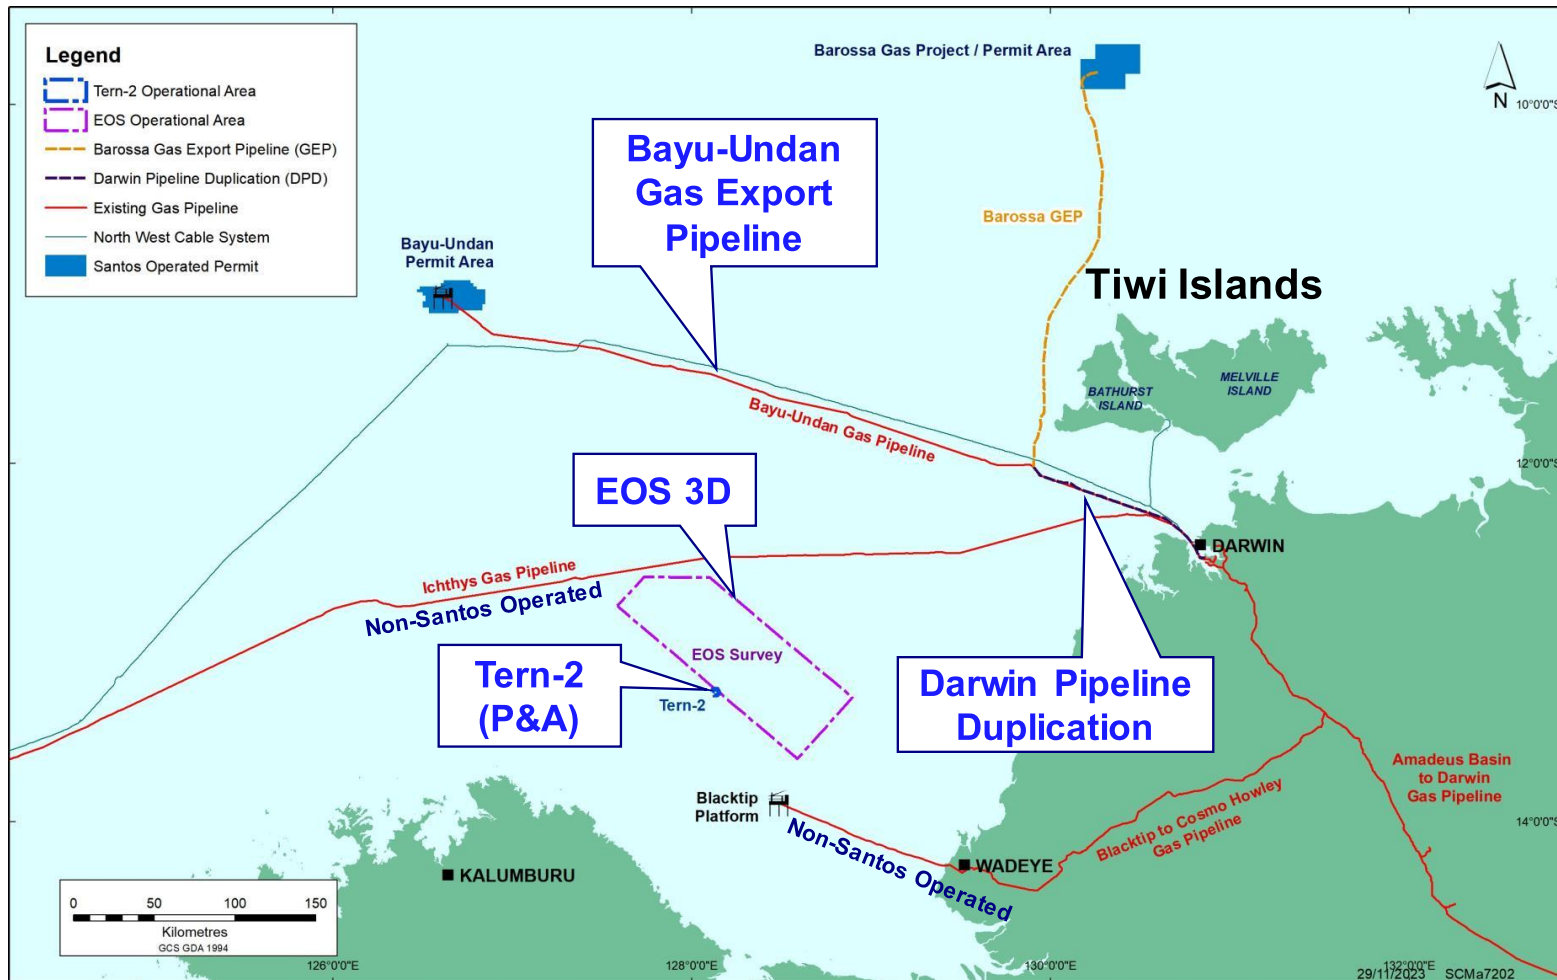 Legend
Tern-2 Operational Area
EOS Operational Area
Barossa Gas Export Pipeline (GEP)
Darwin Pipeline Duplication (DPD)
Existing Gas Pipeline
North West Cable System
Santos Operated Permit
Barossa Gas Project / Permit Area
N
10°0'0"S
Bayu-Undan
Gas Export
Pipeline
Barossa GEP
Bayu-Undan
Permit Area
Tiwi Islands
BATHURST
ISLAND
MELVILLE
ISLAND
Bayu-Undan Gas Pipeline
12°0'0"S
EOS 3D
DARWIN
Ichthys Gas Pipeline
Non-Santos Operated
EOS Survey
Tern-2
(P&A)
Tern-2
Darwin Pipeline
Duplication
Amadeus Basin
to Darwin
Gas Pipeline
Blacktip
Platform
Non-Santos Operated
Blacktip to Cosmo Howley
Gas Pipeline
14°0'0"S
KALUMBURU
WADEYE
0 50 100 150
Kilometres
GCS GDA 1994
126°0'0"E
128°0'0"E
130°0'0"E
132°0'0"E
29/11/2023 SCMa7202